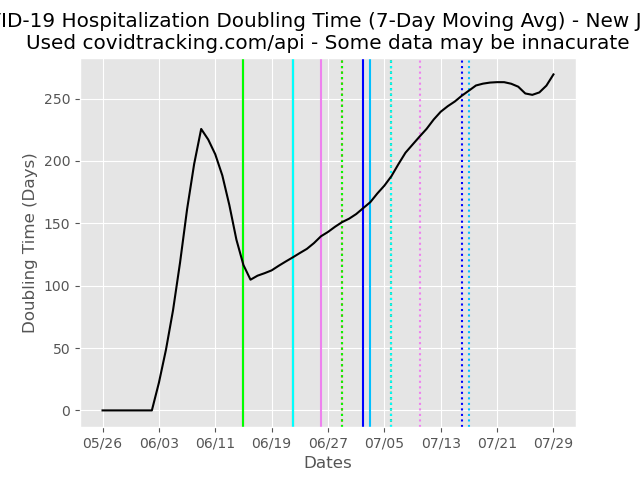 VID-19 Hospitalization Doubling Time (7-Day Moving Avg) - New J
Used covidtracking.com/api - Some data may be innacurate
250
200
150
100
50
0
Doubling Time (Days)
05/26 06/03 06/11 06/19 06/27 07/05 07/13 07/21 07/29
Dates